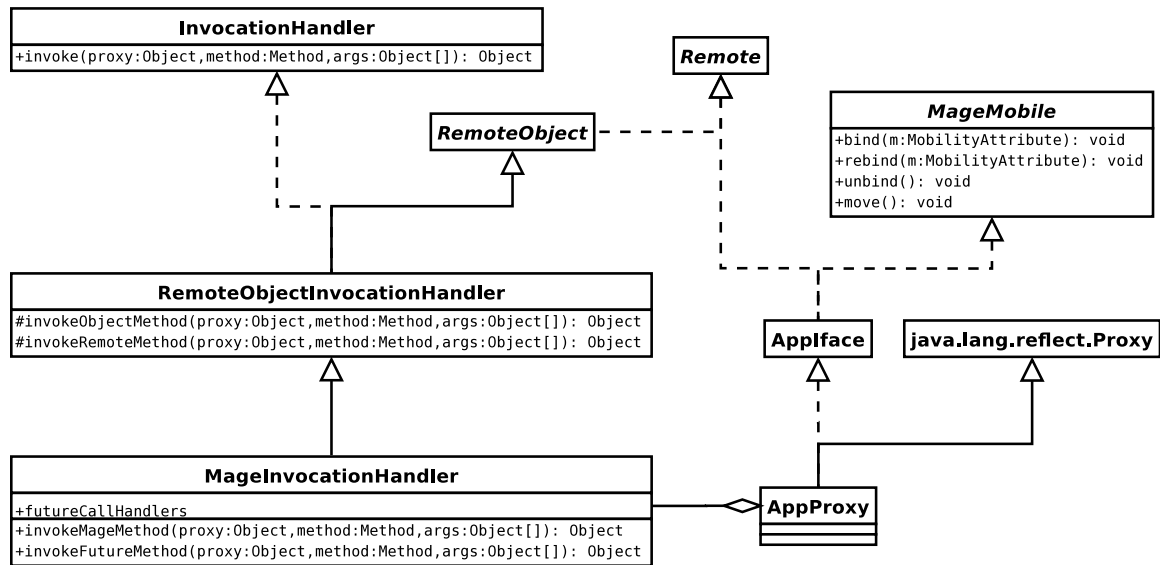 InvocationHandler
+invoke(proxy:Object,method:Method,args:Object[]): Object
Remote
RemoteObject
MageMobile
+bind(m:MobilityAttribute): void
+rebind(m:MobilityAttribute): void
+unbind(): void
+move(): void
RemoteObjectInvocationHandler
#invokeObjectMethod(proxy:Object,method:Method,args:Object[]): Object
#invokeRemoteMethod(proxy:Object,method:Method,args:Object[]): Object
AppIface
java.lang.reflect.Proxy
MageInvocationHandler
+futureCallHandlers
+invokeMageMethod(proxy:Object,method:Method,args:Object[]): Object
+invokeFutureMethod(proxy:Object,method:Method,args:Object[]): Object
AppProxy